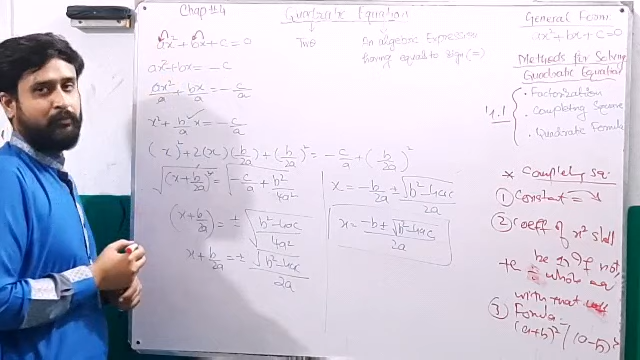 Chap # 4
Quadratic Equations
Two
An algebraic Expression
having equal to sign (=)
ax²+bx+c=0
ax²+bx=-c
ax²/a + bx/a = -c/a
x²+b/a x = -c/a
(x)²+2(x)(b/2a)+(b/2a)² = -c/a+(b/2a)²
√(x+b/2a)² = √-c/a+b²/4a²
(x+b/2a) = ± √b²-4ac/4a²
x+b/2a = ± √b²-4ac/2a
x = -b/2a ± √b²-4ac/2a
x = -b±√b²-4ac/2a
General Form
ax²+bx+c=0
Methods for Solving
Quadratic Equation
4.1
· Factorization
· Completing Square
· Quadratic Formula
* Completing sq:
① Constant = →
② Coeff of x² shall
be 1 If not,
÷ whole
with that
③ Formula:-
(a+b)² / (a-b)²